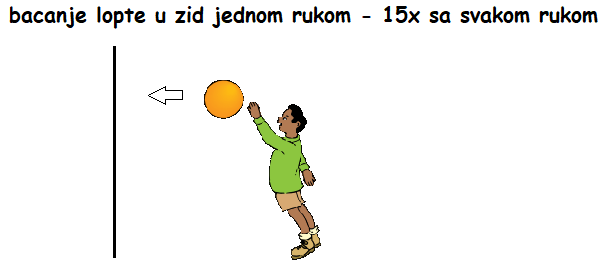 bacanje lopte u zid jednom rukom - 15x sa svakom rukom